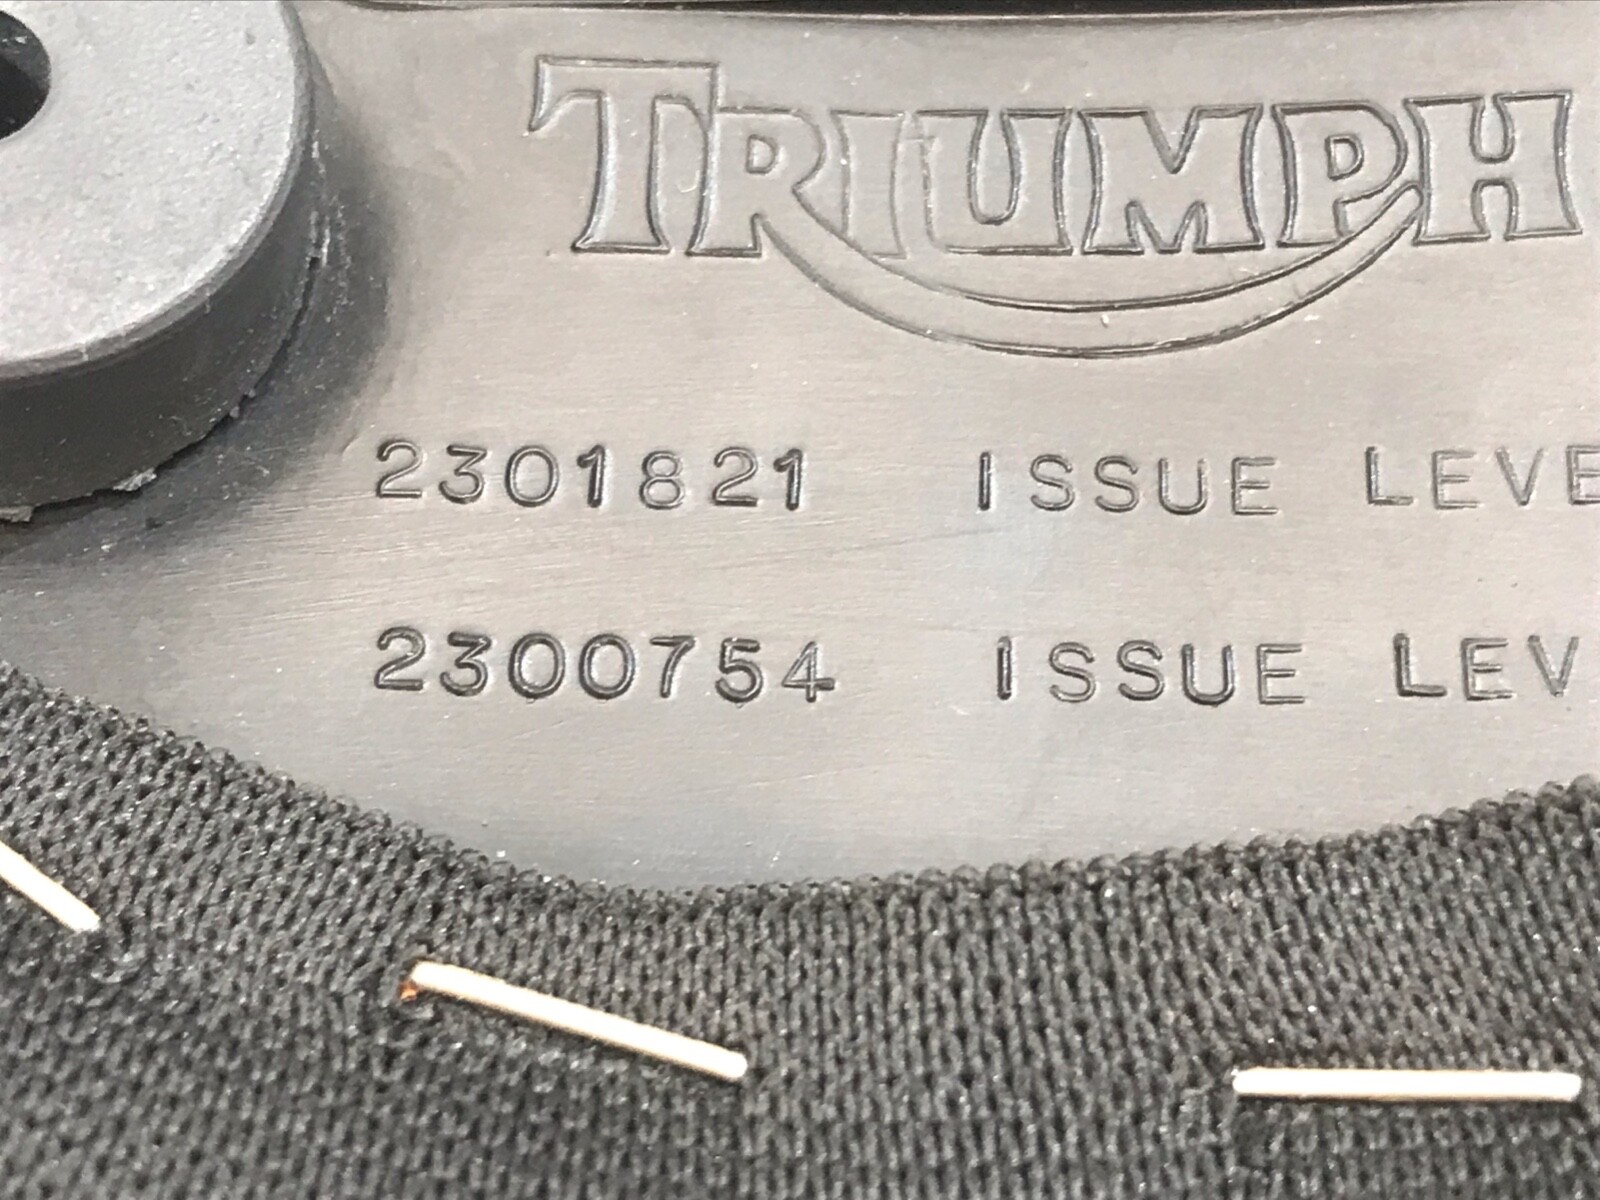 TRIUMPH
2301821 ISSUE LEVE
2300754 ISSUE LEV